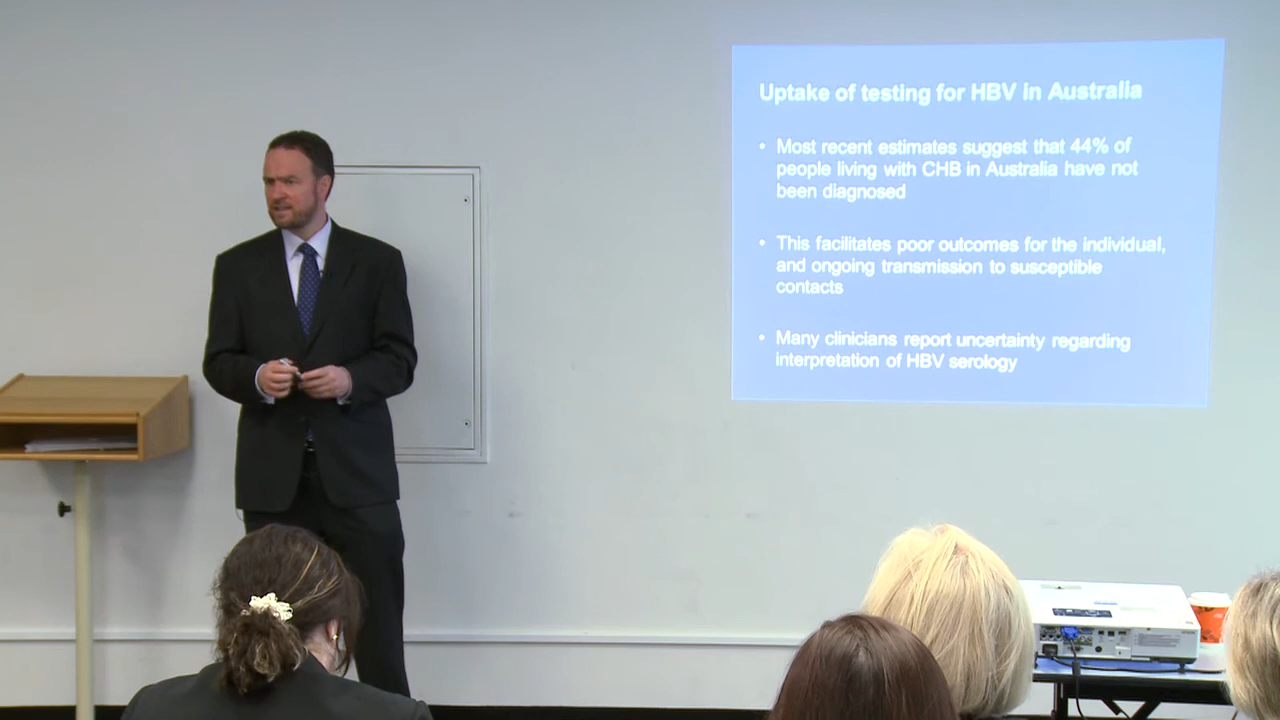 Uptake of testing for HBV in Australia
• Most recent estimates suggest that 44% of
people living with CHB in Australia have not
been diagnosed
• This facilitates poor outcomes for the individual,
and ongoing transmission to susceptible
contacts
• Many clinicians report uncertainty regarding
interpretation of HBV serology